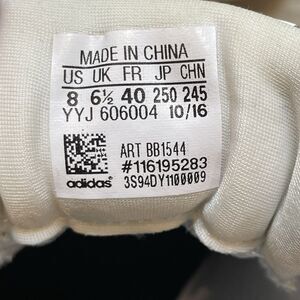 MADE IN CHINA
US UK FR JP CHN
8 6½ 40 250 245
YYJ 606004 10/16
ART BB1544
#116195283
adidas 3S94DY1100009